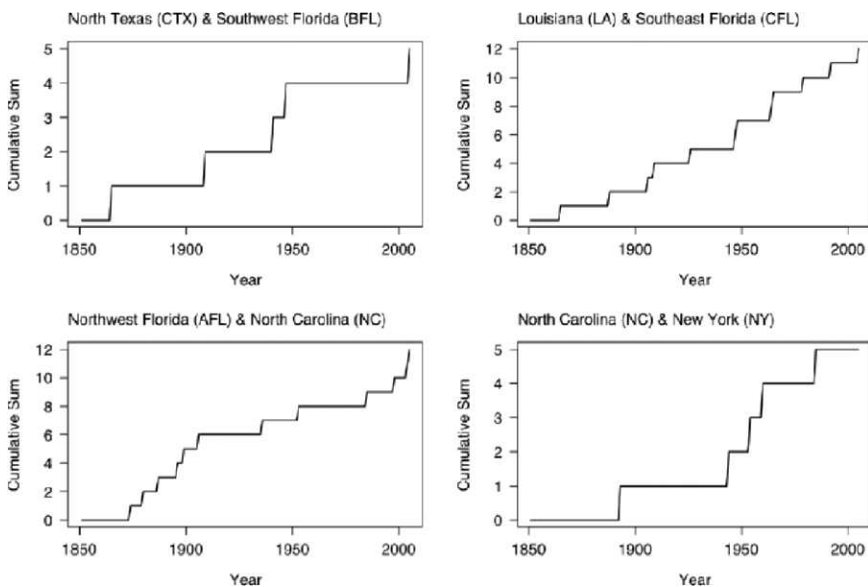 North Texas (CTX) & Southwest Florida (BFL)
5
4
3
2
1
0
Cumulative Sum
1850 1900 1950 2000
Year
Louisiana (LA) & Southeast Florida (CFL)
12
10
8
6
4
2
0
Cumulative Sum
1850 1900 1950 2000
Year
Northwest Florida (AFL) & North Carolina (NC)
12
10
8
6
4
2
0
Cumulative Sum
1850 1900 1950 2000
Year
North Carolina (NC) & New York (NY)
5
4
3
2
1
0
Cumulative Sum
1850 1900 1950 2000
Year